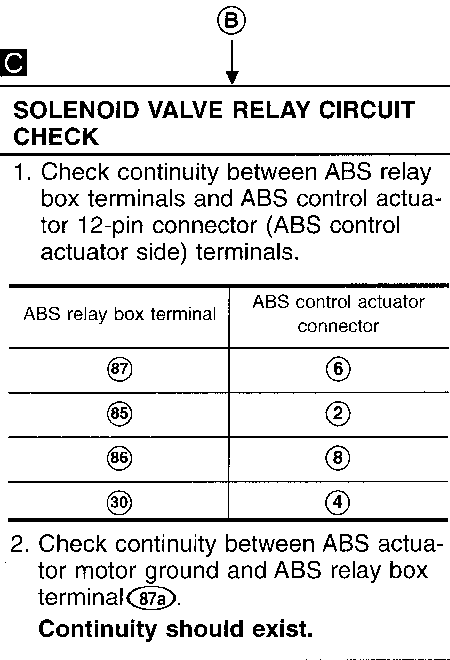 B
C
SOLENOID VALVE RELAY CIRCUIT
CHECK
1. Check continuity between ABS relay
box terminals and ABS control actua-
tor 12-pin connector (ABS control
actuator side) terminals.
ABS relay box terminal ABS control actuator
connector
87 6
85 2
86 8
30 4
2. Check continuity between ABS actua-
tor motor ground and ABS relay box
terminal 87a.
Continuity should exist.